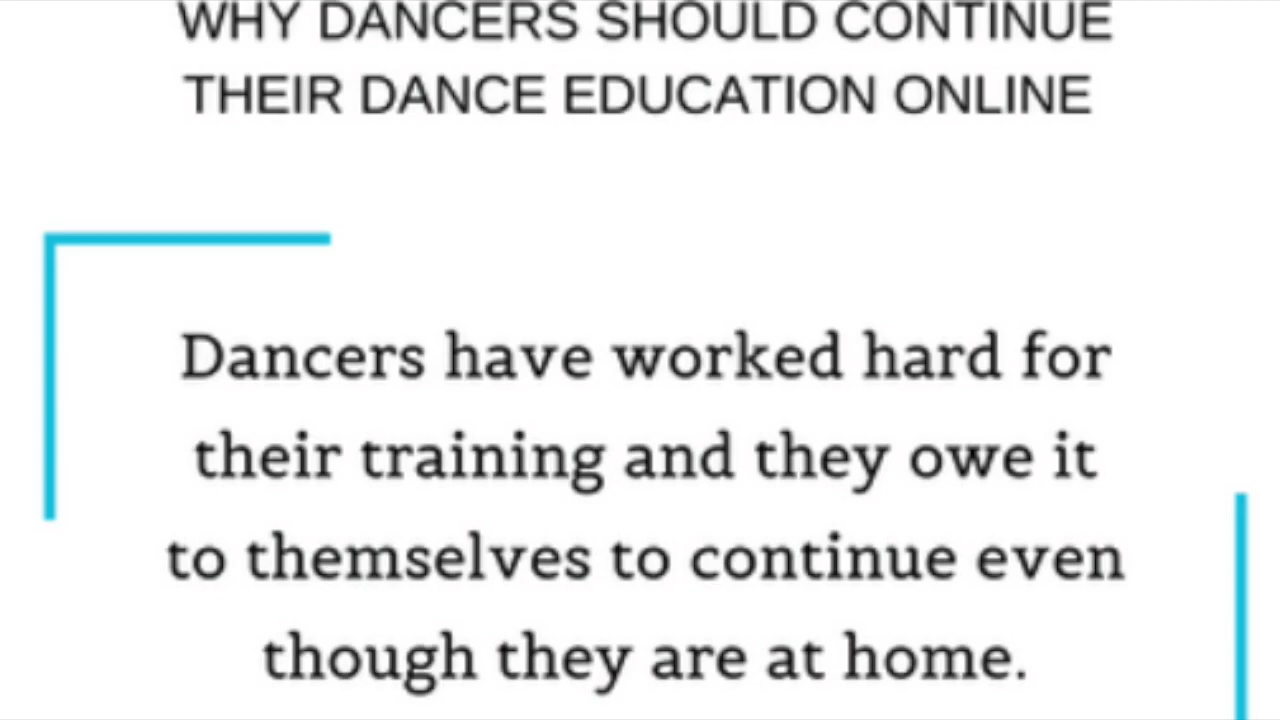 WHY DANCERS SHOULD CONTINUE
THEIR DANCE EDUCATION ONLINE
Dancers have worked hard for
their training and they owe it
to themselves to continue even
though they are at home.